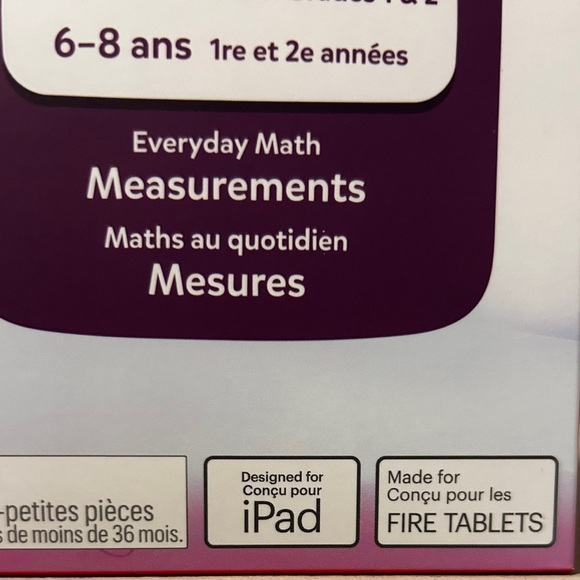 6–8 ans 1re et 2e années
Everyday Math
Measurements
Maths au quotidien
Mesures
-petites pièces
de moins de 36 mois.
Designed for
Conçu pour
iPad
Made for
Conçu pour les
FIRE TABLETS